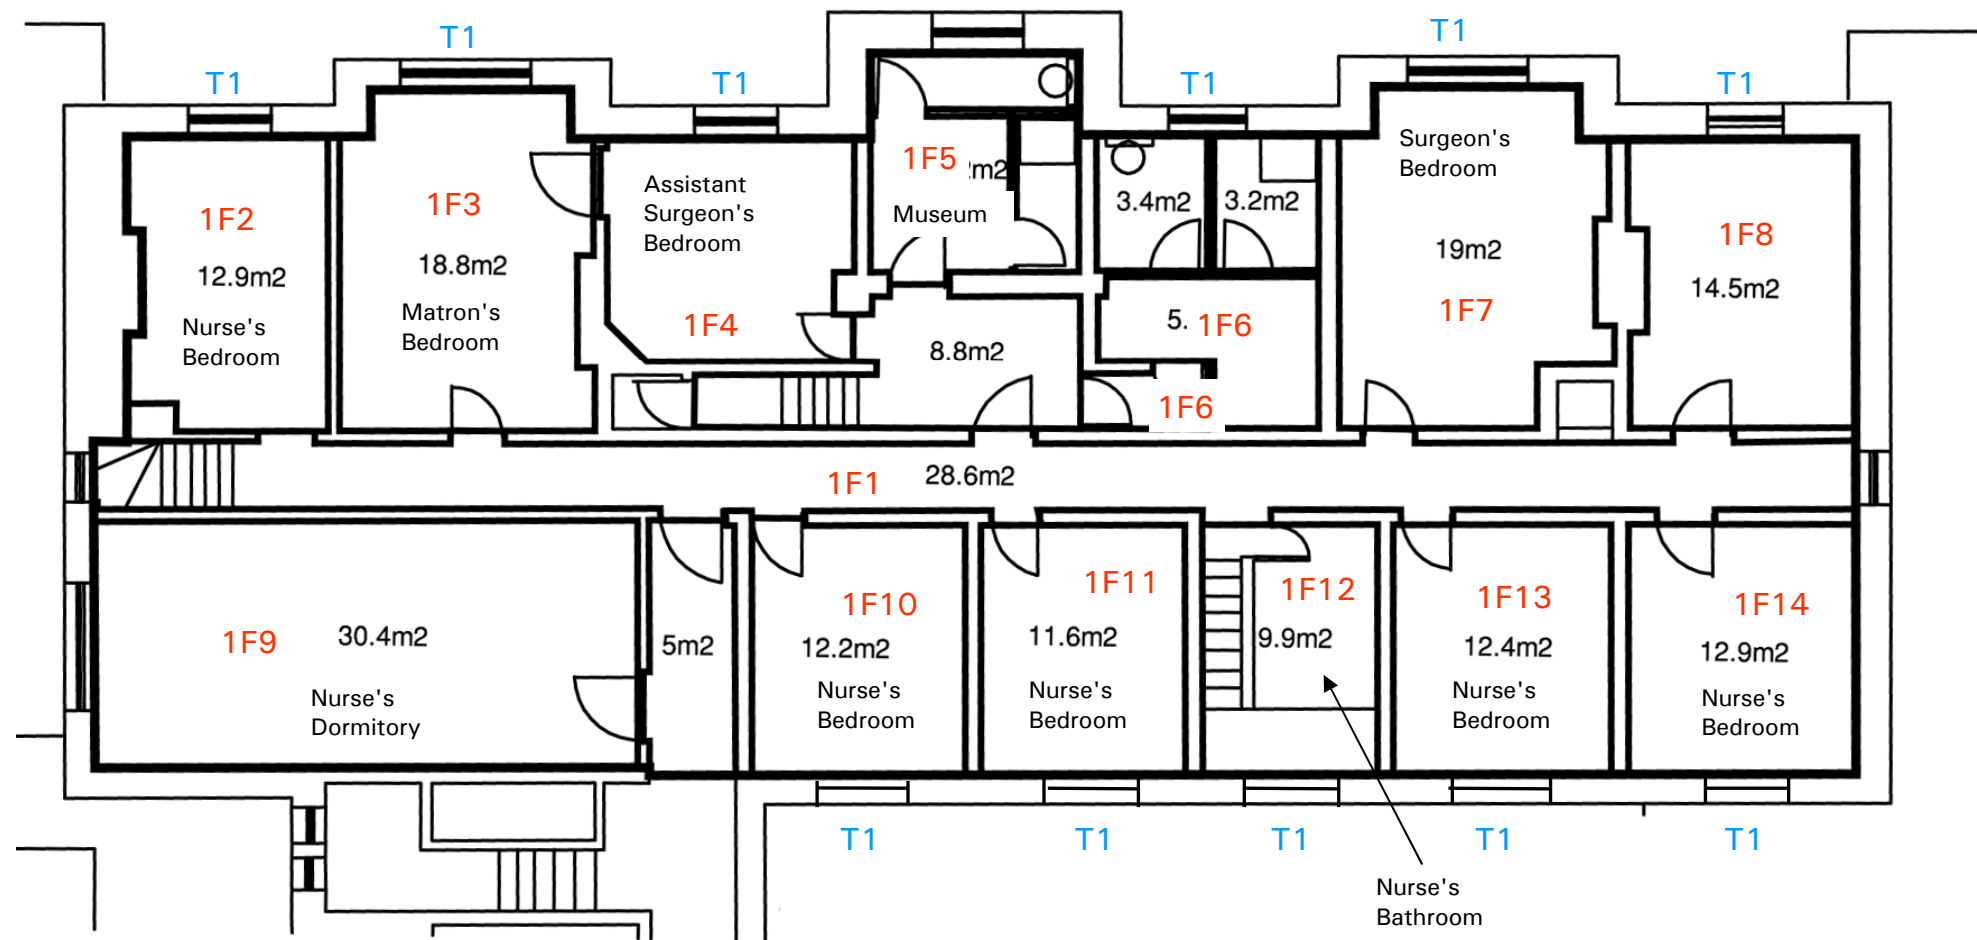 T1
T1
T1
T1
T1
T1
1F2
12.9m2
Nurse's
Bedroom
1F3
18.8m2
Matron's
Bedroom
Assistant
Surgeon's
Bedroom
1F4
1F5
m2
Museum
8.8m2
3.4m2
3.2m2
5.
1F6
1F6
Surgeon's
Bedroom
19m2
1F7
1F8
14.5m2
1F1
28.6m2
1F9
30.4m2
Nurse's
Dormitory
5m2
1F10
12.2m2
Nurse's
Bedroom
1F11
11.6m2
Nurse's
Bedroom
1F12
9.9m2
1F13
12.4m2
Nurse's
Bedroom
1F14
12.9m2
Nurse's
Bedroom
T1
T1
T1
T1
T1
Nurse's
Bathroom